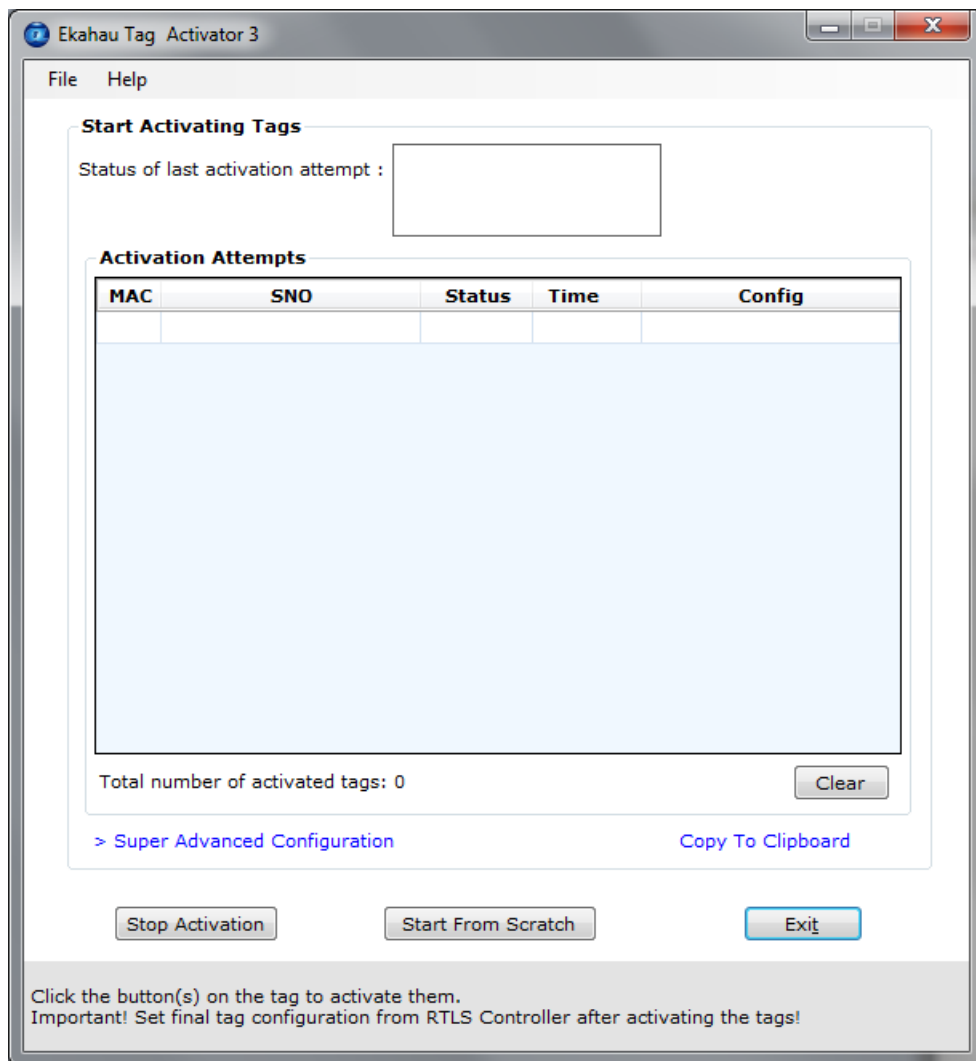 Ekahau Tag Activator 3
File Help
Start Activating Tags
Status of last activation attempt :
Activation Attempts
MAC SNO Status Time Config
Total number of activated tags: 0
Clear
> Super Advanced Configuration Copy To Clipboard
Stop Activation Start From Scratch Exit
Click the button(s) on the tag to activate them.
Important! Set final tag configuration from RTLS Controller after activating the tags!